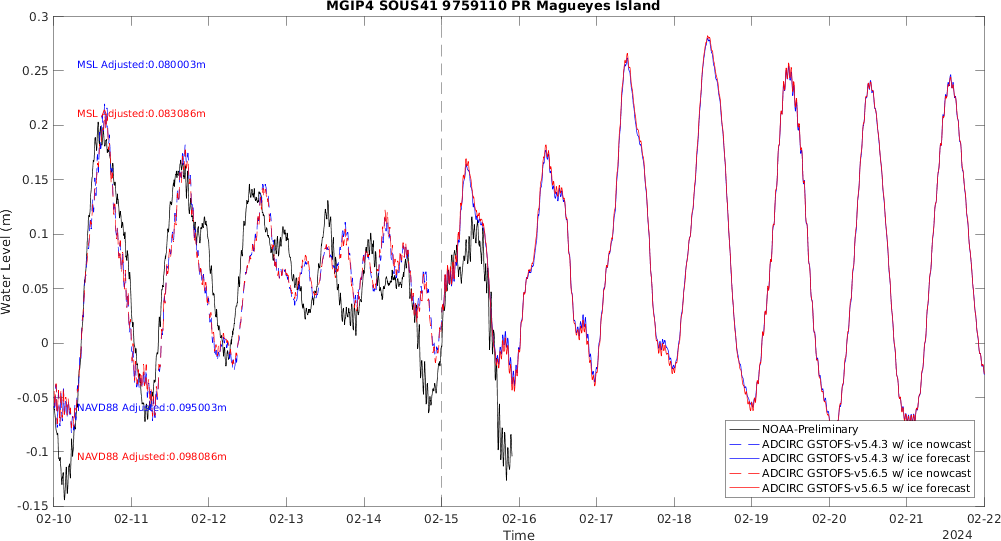 MGIP4 SOUS41 9759110 PR Magueyes Island
0.3
0.25
0.2
0.15
0.1
0.05
0
-0.05
-0.1
-0.15
Water Level (m)
MSL Adjusted:0.080003m
MSL Adjusted:0.083086m
NAVD88 Adjusted:0.095003m
NAVD88 Adjusted:0.098086m
NOAA-Preliminary
ADCIRC GSTOFS-v5.4.3 w/ ice nowcast
ADCIRC GSTOFS-v5.4.3 w/ ice forecast
ADCIRC GSTOFS-v5.6.5 w/ ice nowcast
ADCIRC GSTOFS-v5.6.5 w/ ice forecast
02-10 02-11 02-12 02-13 02-14 02-15 02-16 02-17 02-18 02-19 02-20 02-21 02-22
Time
2024